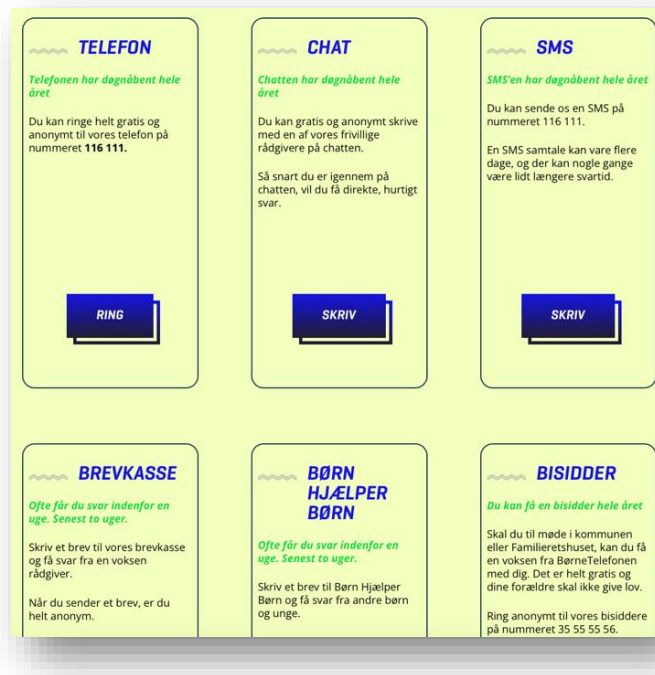 TELEFON
Telefonen har døgnåbent hele
året
Du kan ringe helt gratis og
anonymt til vores telefon på
nummeret 116 111.
RING
CHAT
Chatten har døgnåbent hele
året
Du kan gratis og anonymt skrive
med en af vores frivillige
rådgivere på chatten.
Så snart du er igennem på
chatten, vil du få direkte, hurtigt
svar.
SKRIV
SMS
SMS'en har døgnåbent hele året
Du kan sende os en SMS på
nummeret 116 111.
En SMS samtale kan vare flere
dage, og der kan nogle gange
være lidt længere svartid.
SKRIV
BREVKASSE
Ofte får du svar indenfor en
uge. Senest to uger.
Skriv et brev til vores brevkasse
og få svar fra en voksen
rådgiver.
Når du sender et brev, er du
helt anonym.
BØRN
HJÆLPER
BØRN
Ofte får du svar indenfor en
uge. Senest to uger.
Skriv et brev til Børn Hjælper
Børn og få svar fra andre børn
og unge.
BISIDDER
Du kan få en bisidder hele året
Skal du til møde i kommunen
eller Familieretshuset, kan du få
en voksen fra BørneTelefonen
med dig. Det er helt gratis og
dine forældre skal ikke give lov.
Ring anonymt til vores bisiddere
på nummeret 35 55 55 56.